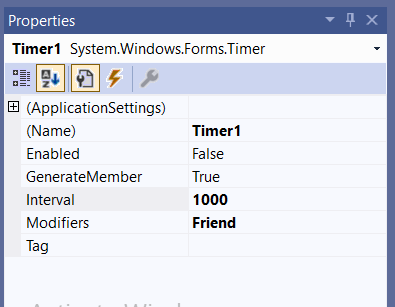 Properties
Timer1 System.Windows.Forms.Timer
(ApplicationSettings)
(Name) Timer1
Enabled False
GenerateMember True
Interval 1000
Modifiers Friend
Tag